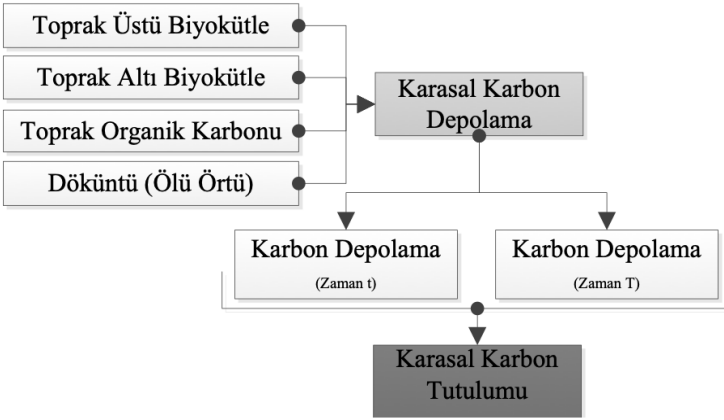 Toprak Üstü Biyokütle
Toprak Altı Biyokütle
Toprak Organik Karbonu
Döküntü (Ölü Örtü)
Karasal Karbon
Depolama
Karbon Depolama
(Zaman t)
Karbon Depolama
(Zaman T)
Karasal Karbon
Tutulumu